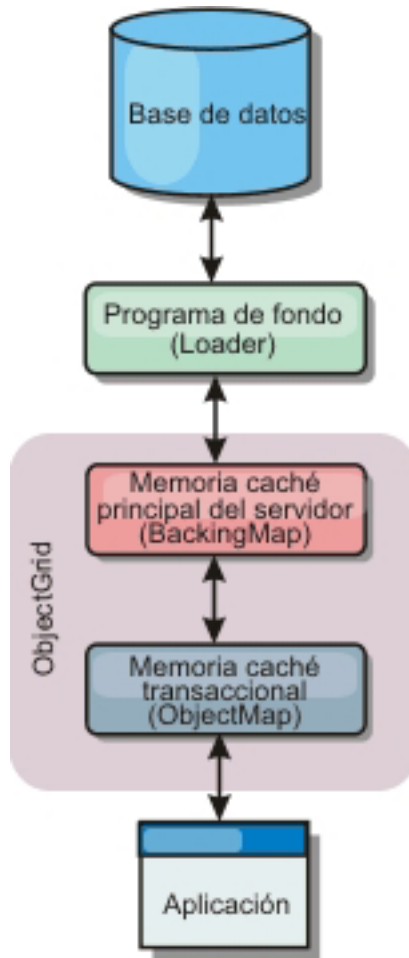 Base de datos
Programa de fondo
(Loader)
Memoria caché
principal del servidor
(BackingMap)
ObjectGrid
Memoria caché
transaccional
(ObjectMap)
Aplicación